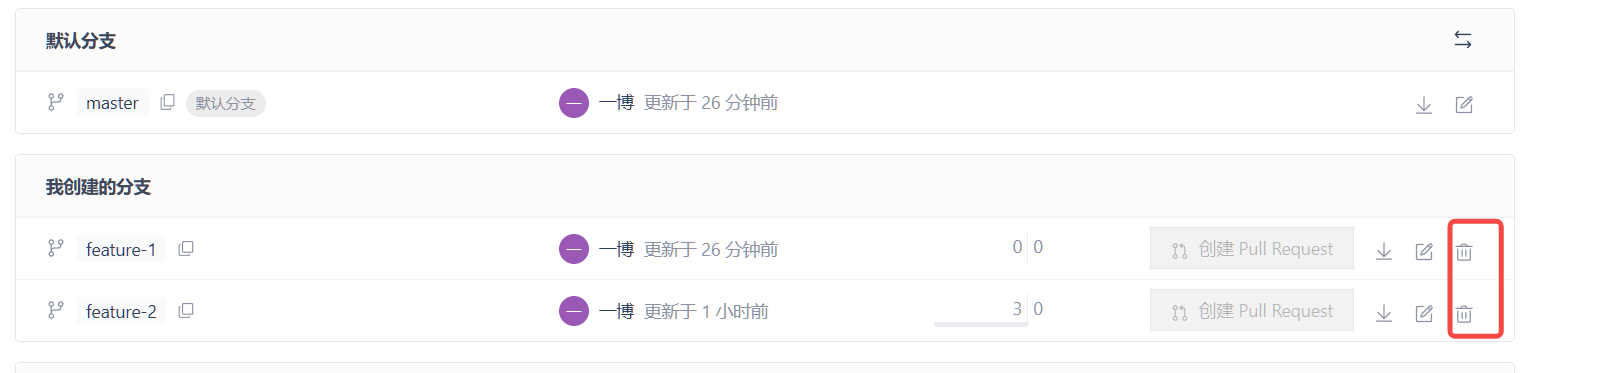 默认分支
master 默认分支 一 一博 更新于 26 分钟前
我创建的分支
feature-1 一 一博 更新于 26 分钟前 0 0 创建 Pull Request
feature-2 一 一博 更新于 1 小时前 3 0 创建 Pull Request